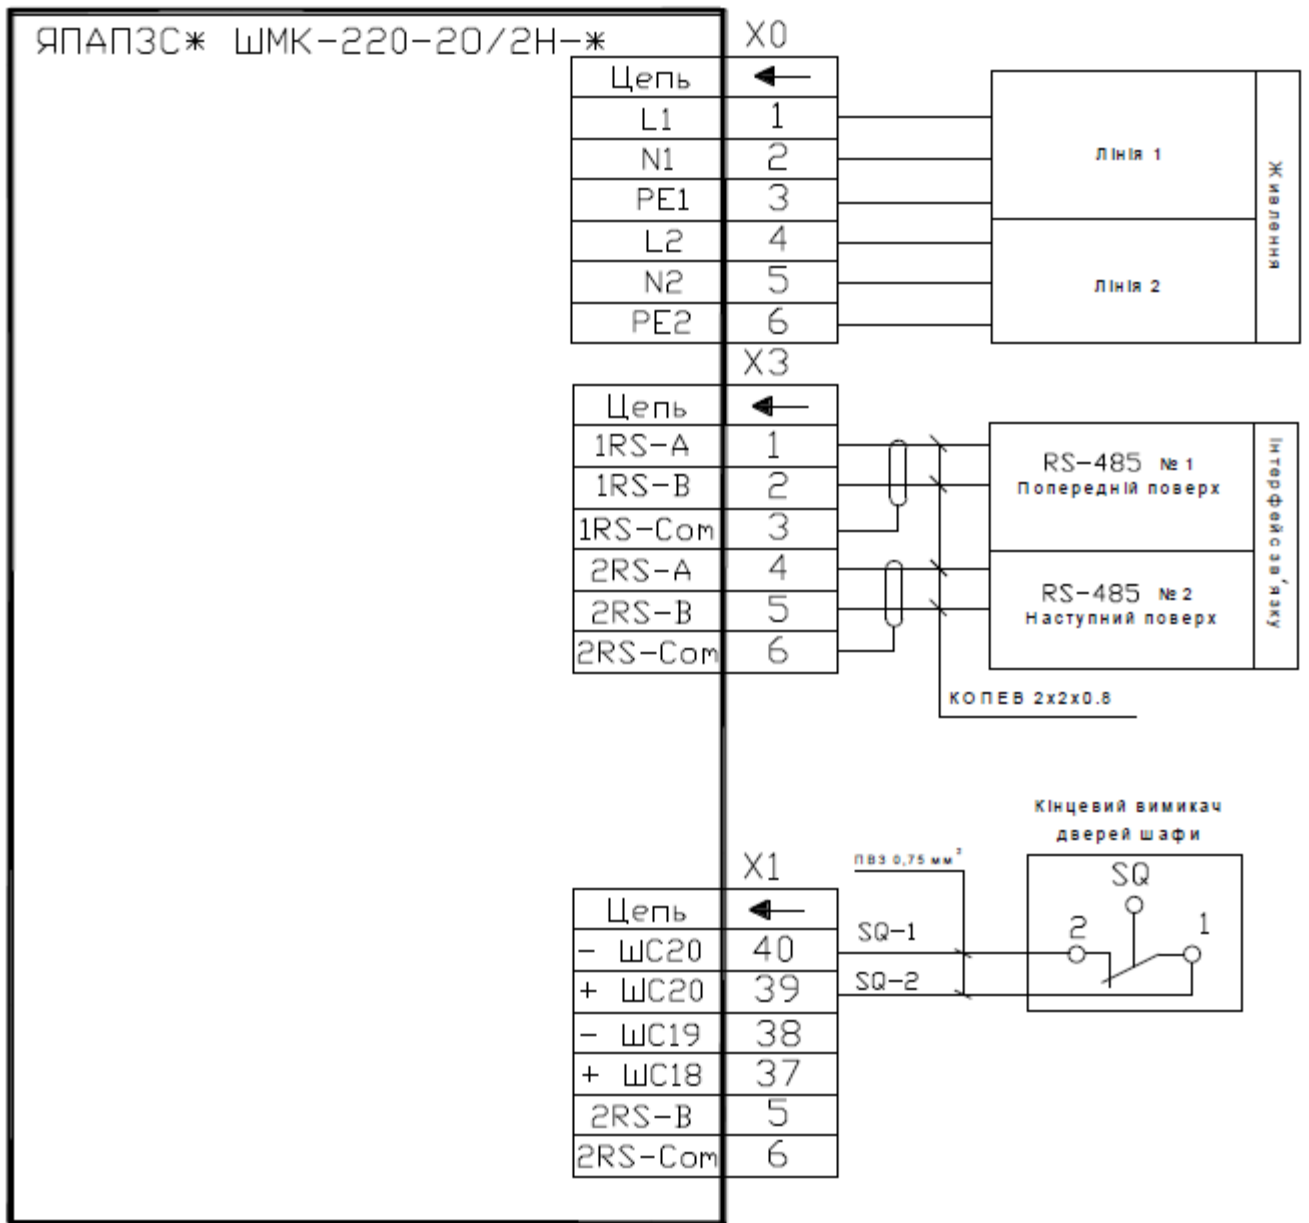 ЯПАПЗС* ШМК-220-2О/2Н-*
X0
Цепь
L1 1
N1 2
PE1 3
L2 4
N2 5
PE2 6
Лінія 1
Лінія 2
Живлення
X3
Цепь
1RS-A 1
1RS-B 2
1RS-Com 3
2RS-A 4
2RS-B 5
2RS-Com 6
RS-485 № 1
Попередній поверх
RS-485 № 2
Наступний поверх
Інтерфейс зв'язку
КОПЕВ 2x2x0.8
Кінцевий вимикач
дверей шафи
ПВ3 0,75 мм²
X1
Цепь
- ШС20 40
+ ШС20 39
- ШС19 38
+ ШС18 37
2RS-B 5
2RS-Com 6
SQ-1
SQ-2
SQ
2
1